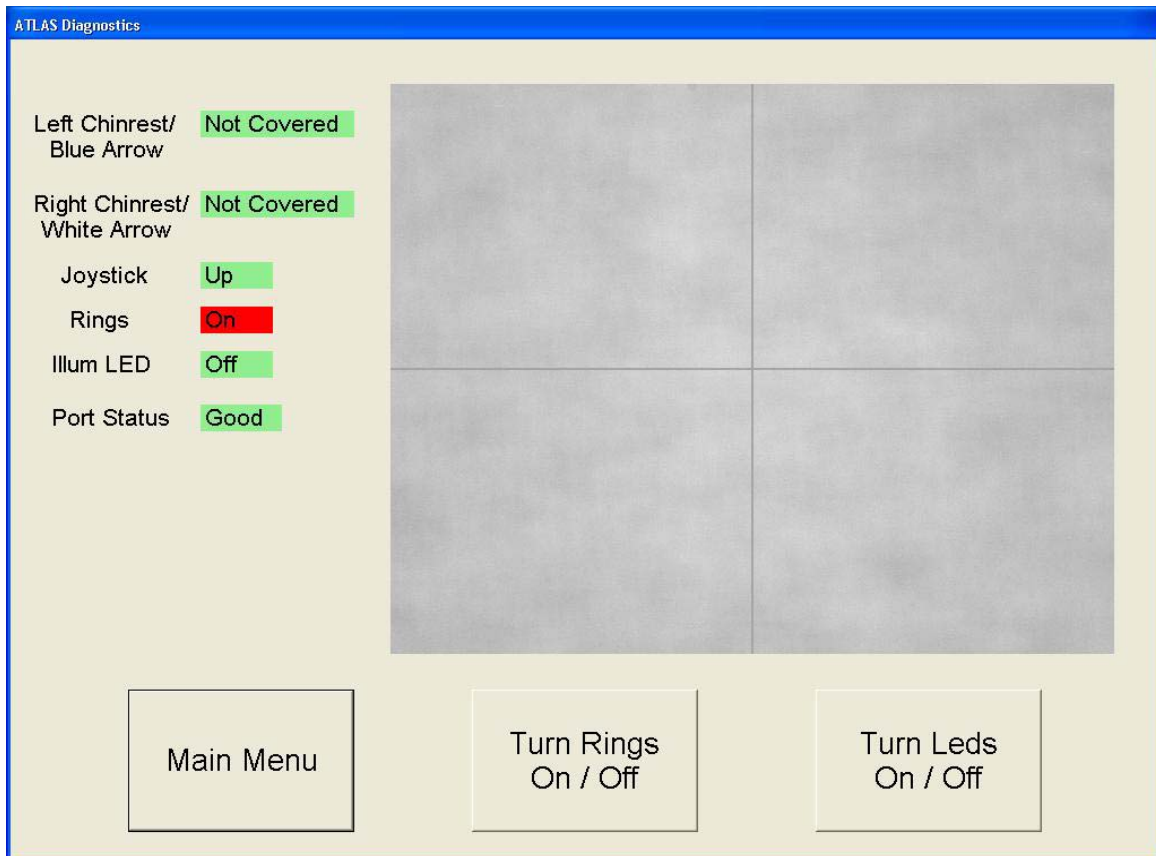 ATLAS Diagnostics
Left Chinrest/
Blue Arrow
Not Covered
Right Chinrest/
White Arrow
Not Covered
Joystick
Up
Rings
On
Illum LED
Off
Port Status
Good
Main Menu
Turn Rings
On / Off
Turn Leds
On / Off